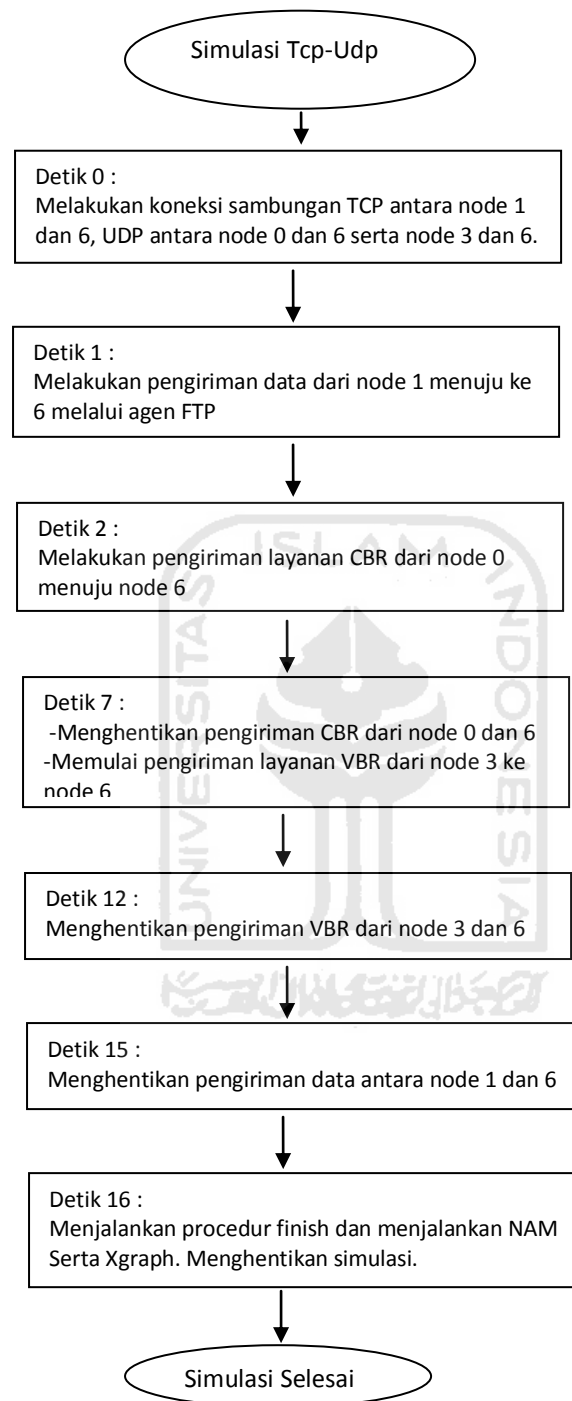 Simulasi Tcp-Udp
Detik 0 :
Melakukan koneksi sambungan TCP antara node 1
dan 6, UDP antara node 0 dan 6 serta node 3 dan 6.
Detik 1 :
Melakukan pengiriman data dari node 1 menuju ke
6 melalui agen FTP
Detik 2 :
Melakukan pengiriman layanan CBR dari node 0
menuju node 6
Detik 7 :
-Menghentikan pengiriman CBR dari node 0 dan 6
-Memulai pengiriman layanan VBR dari node 3 ke
node 6
Detik 12 :
Menghentikan pengiriman VBR dari node 3 dan 6
Detik 15 :
Menghentikan pengiriman data antara node 1 dan 6
Detik 16 :
Menjalankan procedur finish dan menjalankan NAM
Serta Xgraph. Menghentikan simulasi.
Simulasi Selesai
UNIVERSITAS
ISLAM
INDONESIA